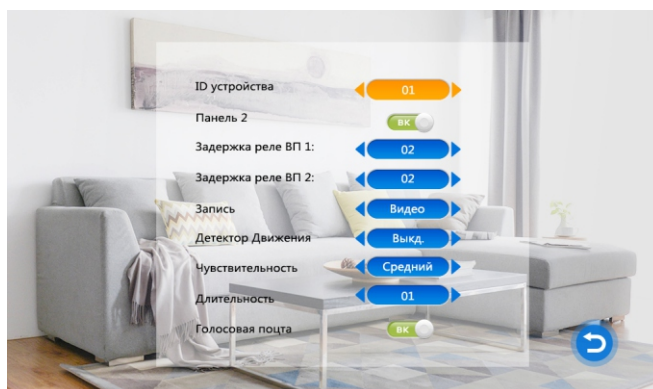 ID устройства 01
Панель 2 ВК
Задержка реле ВП 1: 02
Задержка реле ВП 2: 02
Запись Видео
Детектор Движения Выкд.
Чувствительность Средний
Длительность 01
Голосовая поцта ВК